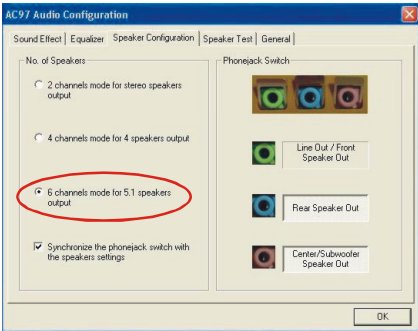 AC97 Audio Configuration
Sound Effect
Equalizer
Speaker Configuration
Speaker Test
General
No. of Speakers
2 channels mode for stereo speakers
output
4 channels mode for 4 speakers output
6 channels mode for 5.1 speakers
output
Synchronize the phonejack switch with
the speakers settings
Phonejack Switch
Line Out / Front
Speaker Out
Rear Speaker Out
Center/Subwoofer
Speaker Out
OK